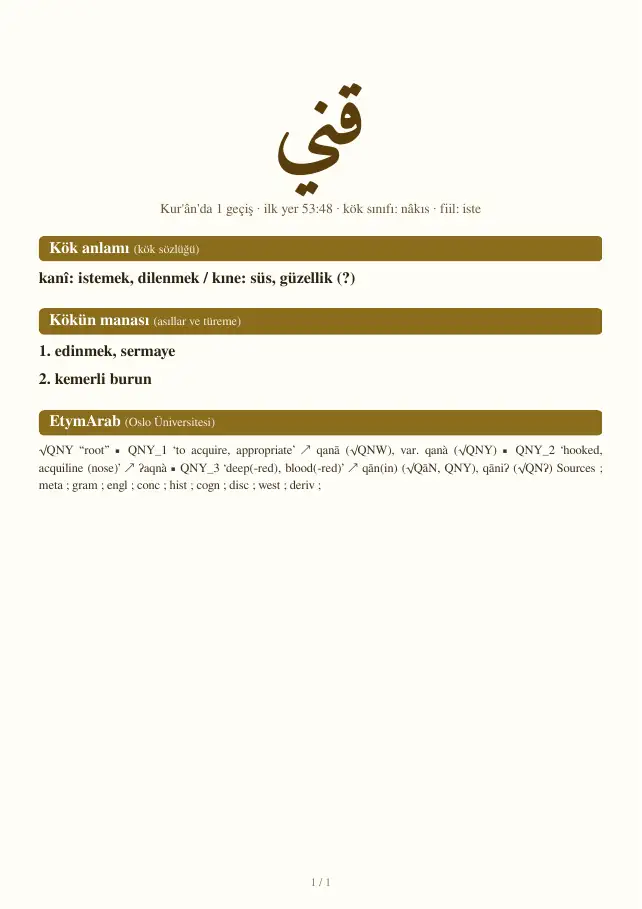 قني
Kur'ân'da 1 geçiş · ilk yer 53:48 · kök sınıfı: nâkıs · fiil: iste
Kök anlamı (kök sözlüğü)
kanî: istemek, dilenmek / kıne: süs, güzellik (?)
Kökün manası (asıllar ve türeme)
1. edinmek, sermaye
2. kemerli burun
EtymArab (Oslo Üniversitesi)
√QNY “root” ▪ QNY_1 ‘to acquire, appropriate’ ↗ qanā (√QNW), var. qanà (√QNY) ▪ QNY_2 ‘hooked,
acquiline (nose)’ ↗ ʔaqnà ▪ QNY_3 ‘deep(-red), blood(-red)’ ↗ qān(in) (√QāN, QNY), qāniʔ (√QNʔ) Sources ;
meta ; gram ; engl ; conc ; hist ; cogn ; disc ; west ; deriv ;
1 / 1